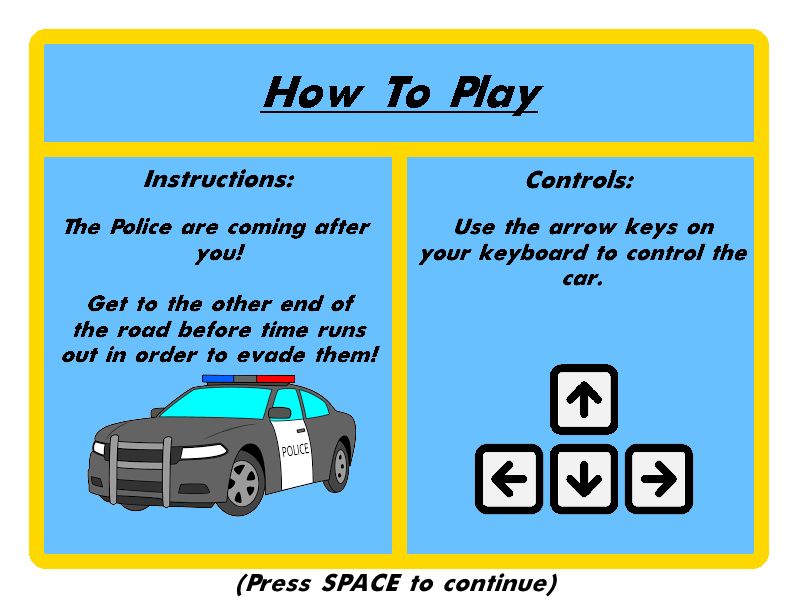 How To Play
Instructions:
The Police are coming after
you!
Get to the other end of
the road before time runs
out in order to evade them!
POLICE
Controls:
Use the arrow keys on
your keyboard to control the
car.
(Press SPACE to continue)